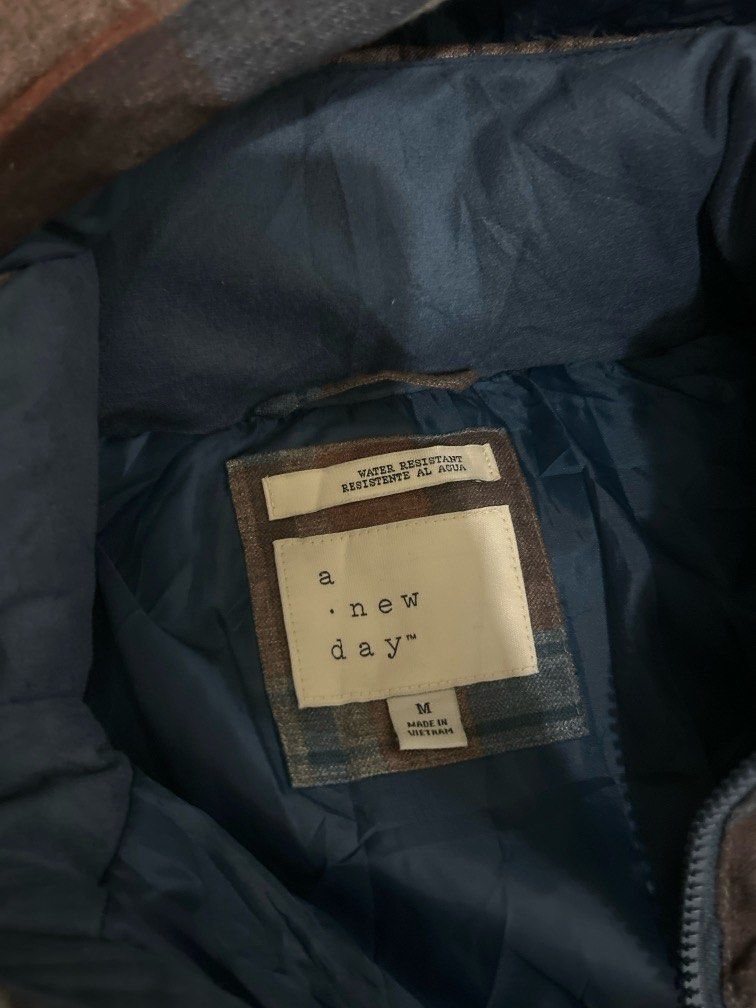 WATER RESISTANT
RESISTENTE AL AGUA
a
· new
day™
M
MADE IN
VIETNAM